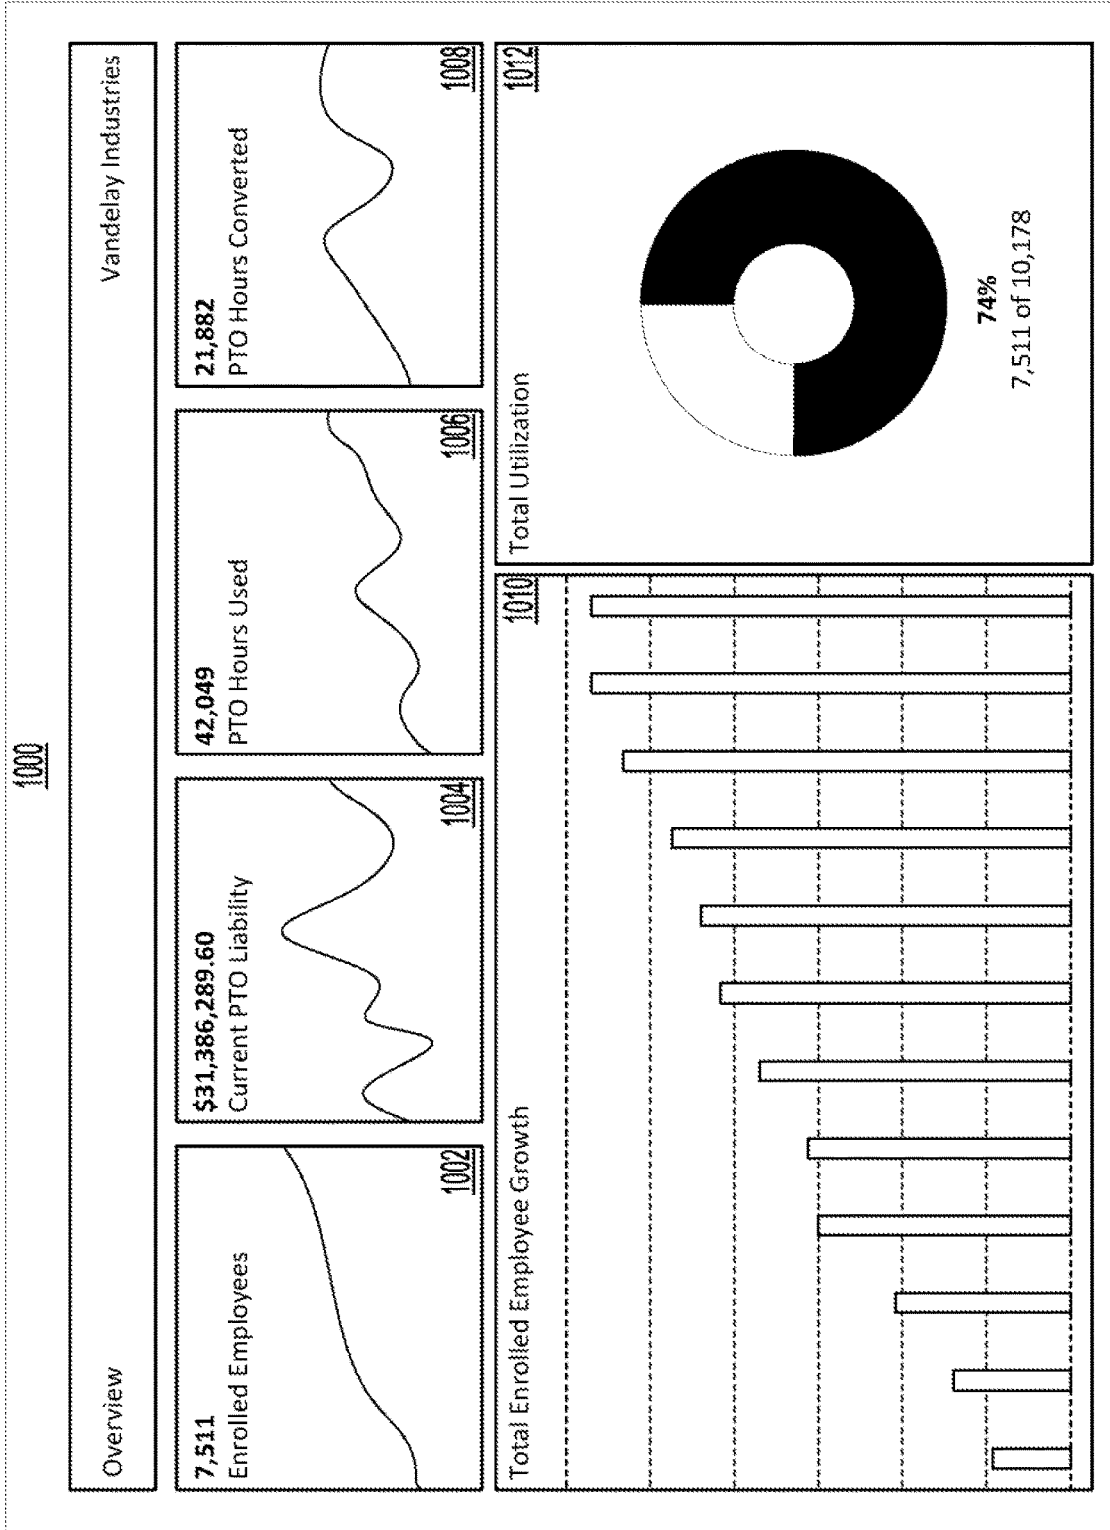 1000
Overview
Vandelay Industries
7,511
Enrolled Employees
1002
$31,386,289.60
Current PTO Liability
1004
42,049
PTO Hours Used
1006
21,882
PTO Hours Converted
1008
Total Enrolled Employee Growth
1010
Total Utilization
1012
74%
7,511 of 10,178